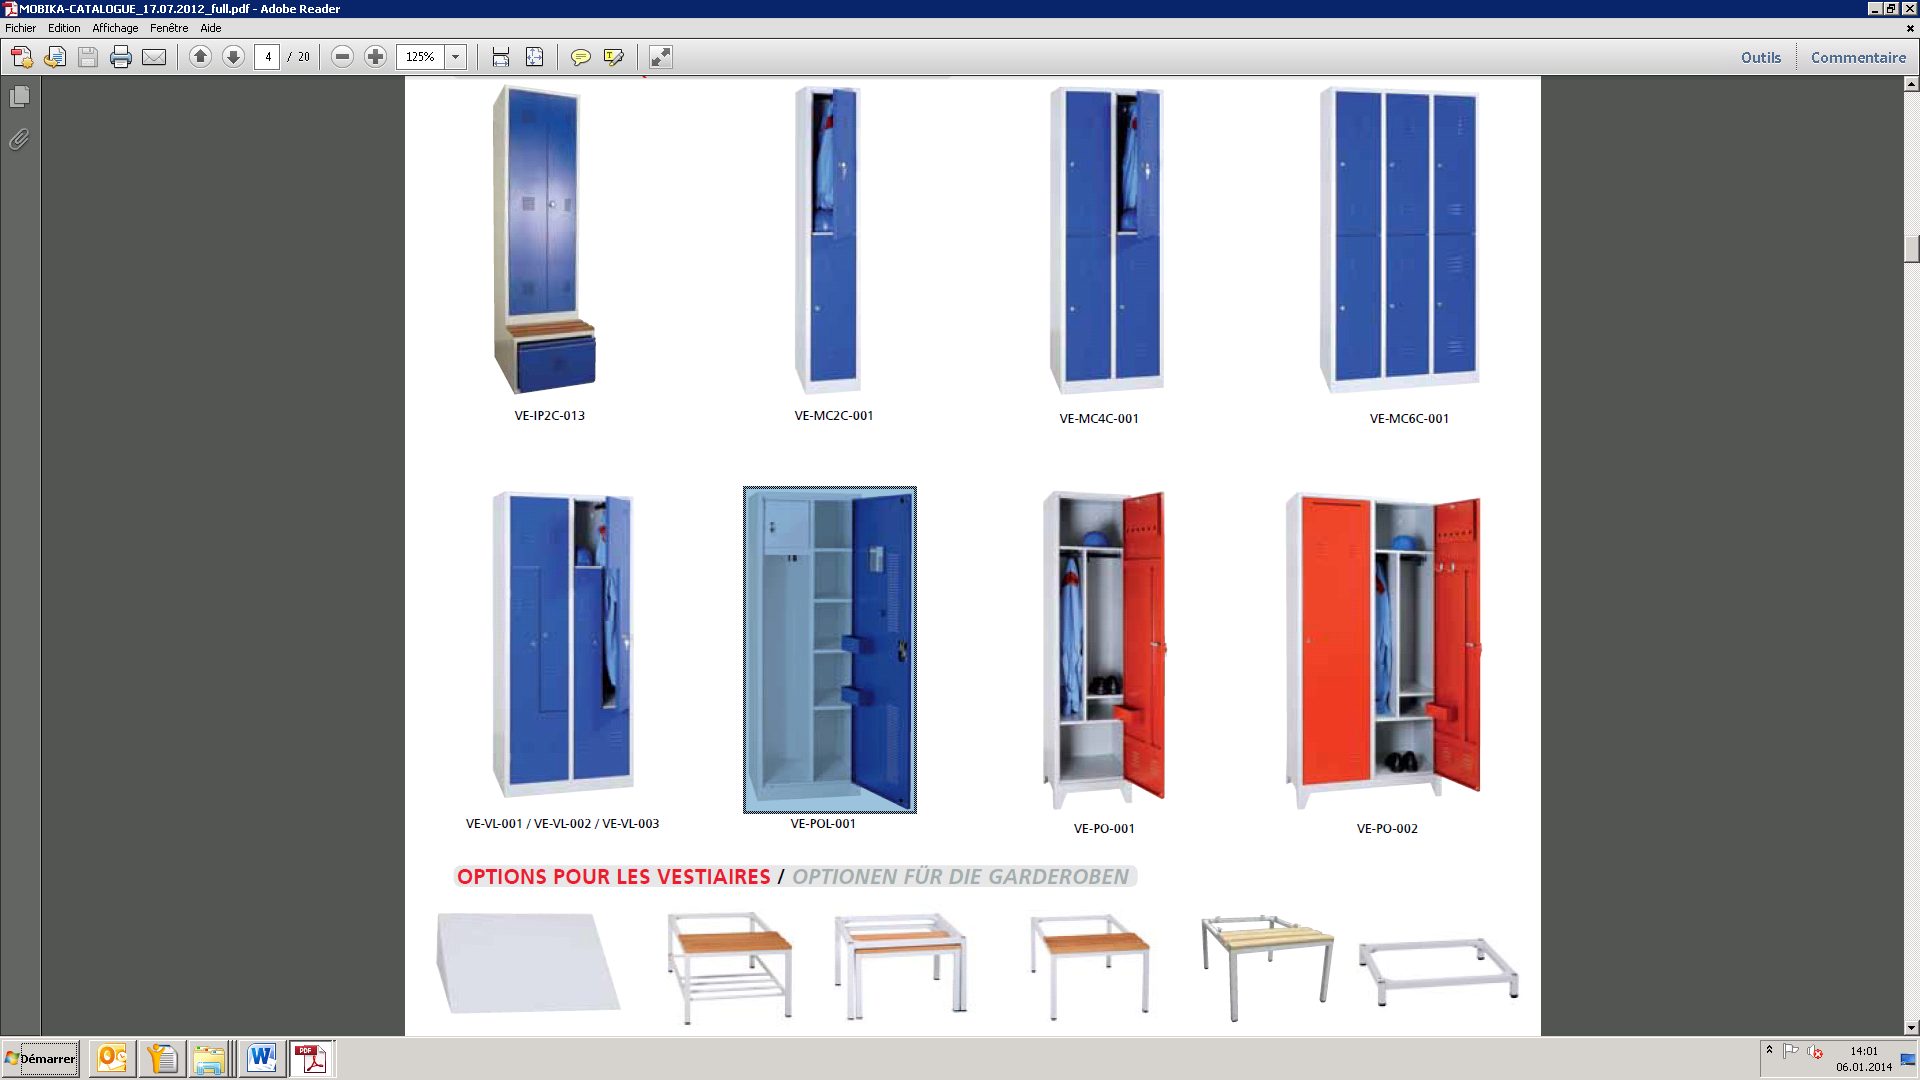 MOBIKA-CATALOGUE_17.07.2012_full.pdf - Adobe Reader
Fichier Edition Affichage Fenêtre Aide
4 / 20 125% Outils Commentaire
VE-IP2C-013 VE-MC2C-001 VE-MC4C-001 VE-MC6C-001
VE-VL-001 / VE-VL-002 / VE-VL-003 VE-POL-001 VE-PO-001 VE-PO-002
OPTIONS POUR LES VESTIAIRES / OPTIONEN FÜR DIE GARDEROBEN
Démarrer 14:01
06.01.2014